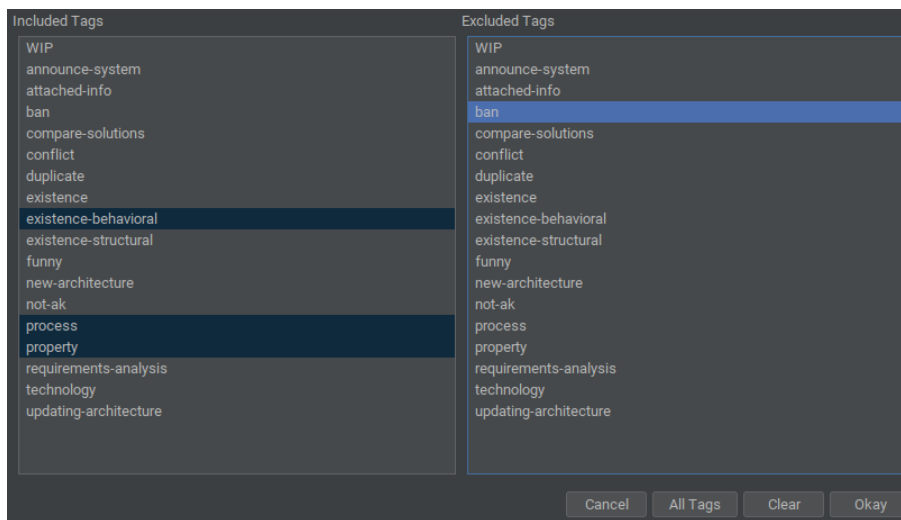 Included Tags
WIP
announce-system
attached-info
ban
compare-solutions
conflict
duplicate
existence
existence-behavioral
existence-structural
funny
new-architecture
not-ak
process
property
requirements-analysis
technology
updating-architecture
Excluded Tags
WIP
announce-system
attached-info
ban
compare-solutions
conflict
duplicate
existence
existence-behavioral
existence-structural
funny
new-architecture
not-ak
process
property
requirements-analysis
technology
updating-architecture
Cancel All Tags Clear Okay